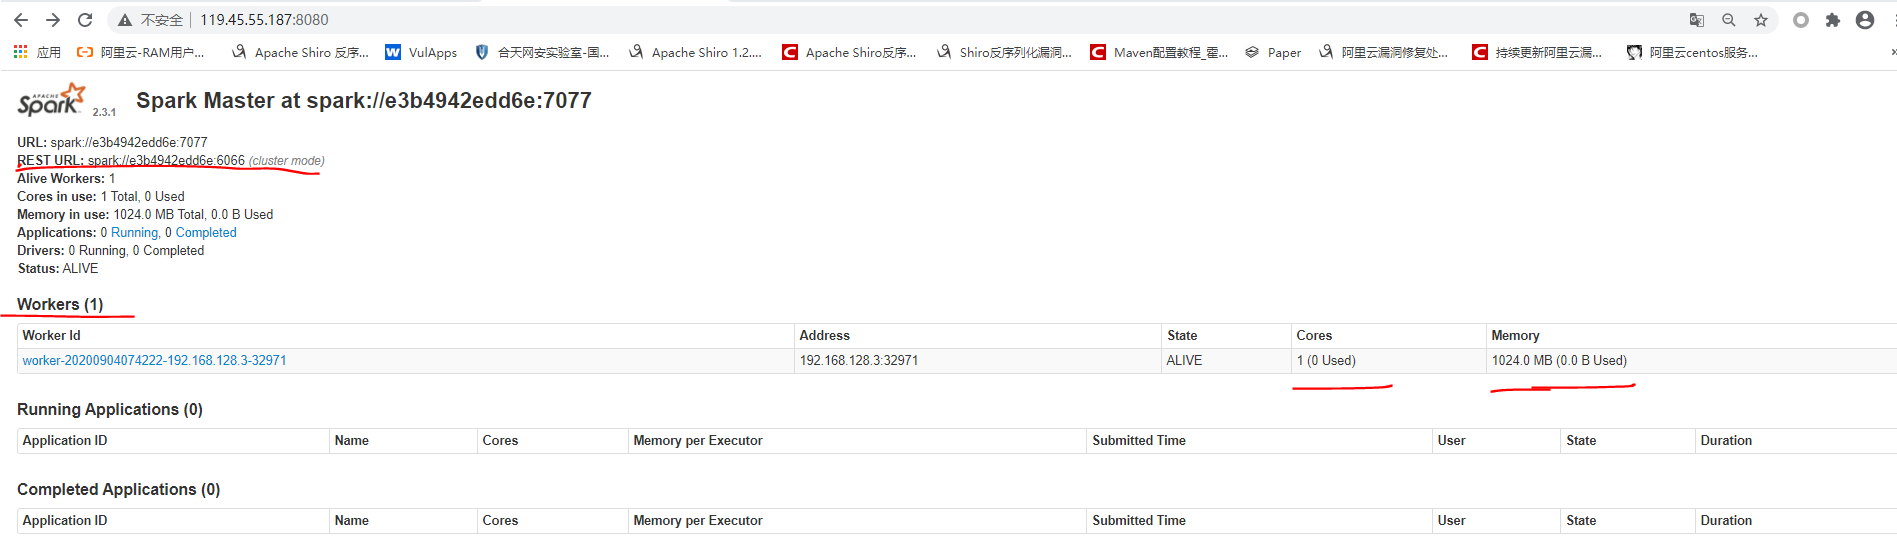 不安全 119.45.55.187:8080
应用 阿里云-RAM用户... Apache Shiro 反序... VulApps 合天网安实验室-国... Apache Shiro 1.2.... Apache Shiro反序... Shiro反序列化漏洞... Maven配置教程_霍... Paper 阿里云漏洞修复处... 持续更新阿里云漏... 阿里云centos服务... »
APACHE Spark 2.3.1 Spark Master at spark://e3b4942edd6e:7077
URL: spark://e3b4942edd6e:7077
REST URL: spark://e3b4942edd6e:6066 (cluster mode)
Alive Workers: 1
Cores in use: 1 Total, 0 Used
Memory in use: 1024.0 MB Total, 0.0 B Used
Applications: 0 Running, 0 Completed
Drivers: 0 Running, 0 Completed
Status: ALIVE
Workers (1)
Worker Id Address State Cores Memory
worker-20200904074222-192.168.128.3-32971 192.168.128.3:32971 ALIVE 1 (0 Used) 1024.0 MB (0.0 B Used)
Running Applications (0)
Application ID Name Cores Memory per Executor Submitted Time User State Duration
Completed Applications (0)
Application ID Name Cores Memory per Executor Submitted Time User State Duration